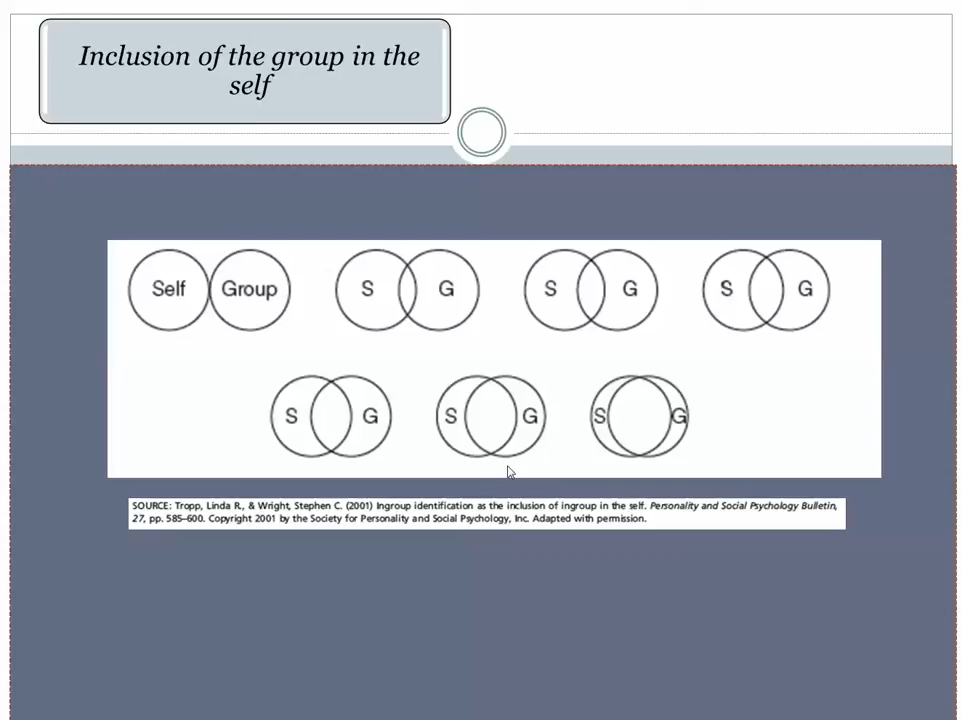 Inclusion of the group in the
self
Self Group S G S G S G
S G S G S G
SOURCE: Tropp, Linda R., & Wright, Stephen C. (2001) Ingroup identification as the inclusion of ingroup in the self. Personality and Social Psychology Bulletin,
27, pp. 585–600. Copyright 2001 by the Society for Personality and Social Psychology, Inc. Adapted with permission.